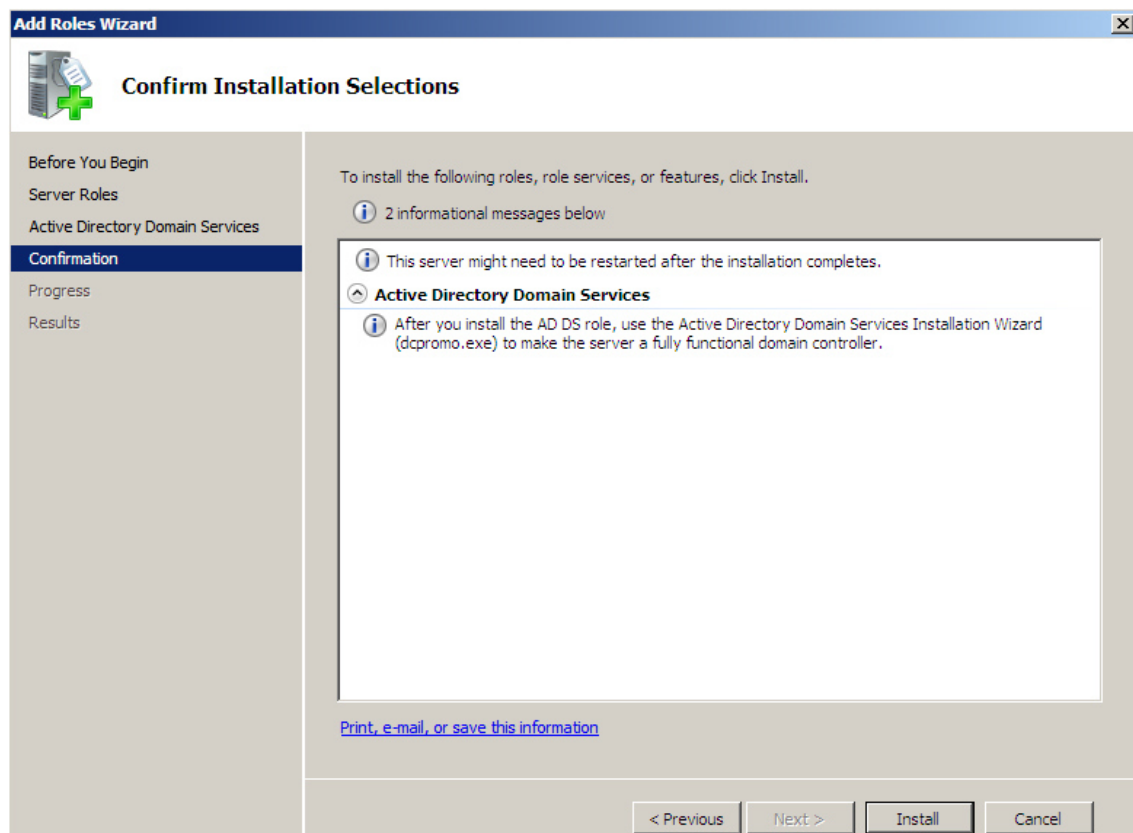 Add Roles Wizard
Confirm Installation Selections
Before You Begin
Server Roles
Active Directory Domain Services
Confirmation
Progress
Results
To install the following roles, role services, or features, click Install.
2 informational messages below
This server might need to be restarted after the installation completes.
Active Directory Domain Services
After you install the AD DS role, use the Active Directory Domain Services Installation Wizard
(dcpromo.exe) to make the server a fully functional domain controller.
Print, e-mail, or save this information
< Previous
Next >
Install
Cancel